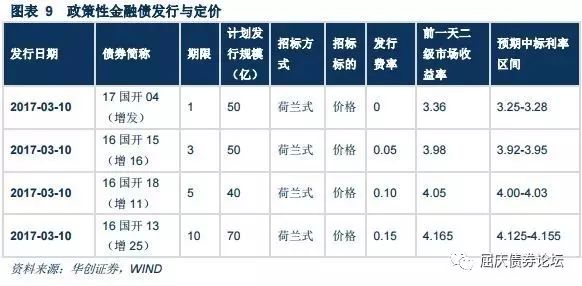 图表 9 政策性金融债发行与定价
发行日期 债券简称 期限 计划发行规模(亿) 招标方式 招标标的 发行费率 前一天二级市场收益率 预期中标利率区间
2017-03-10 17 国开 04(增发) 1 50 荷兰式 价格 0 3.36 3.25-3.28
2017-03-10 16 国开 15(增 16) 3 50 荷兰式 价格 0.05 3.98 3.92-3.95
2017-03-10 16 国开 18(增 11) 5 40 荷兰式 价格 0.10 4.05 4.00-4.03
2017-03-10 16 国开 13(增 25) 10 70 荷兰式 价格 0.15 4.165 4.125-4.155
资料来源:华创证券,WIND
屈庆债券论坛